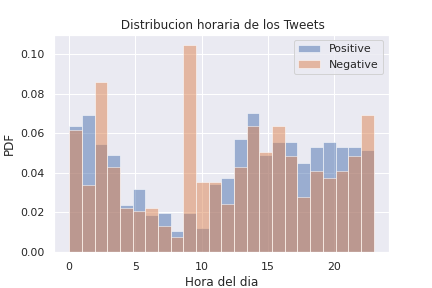 Distribucion horaria de los Tweets
Positive
Negative
PDF
0.10
0.08
0.06
0.04
0.02
0.00
0
5
10
15
20
Hora del dia